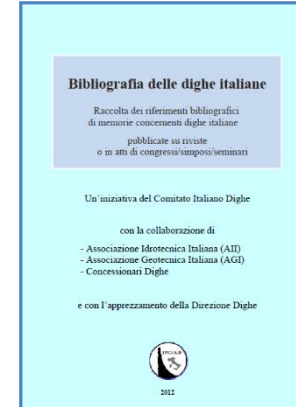 Bibliografia delle dighe italiane
Raccolta dei riferimenti bibliografici
di memorie concernenti dighe italiane
pubblicate su riviste
o in atti di congressi/simposi/seminari
Un'iniziativa del Comitato Italiano Dighe
con la collaborazione di
- Associazione Idrotecnica Italiana (AII)
- Associazione Geotecnica Italiana (AGI)
- Concessionari Dighe
e con l'apprezzamento della Direzione Dighe
2012